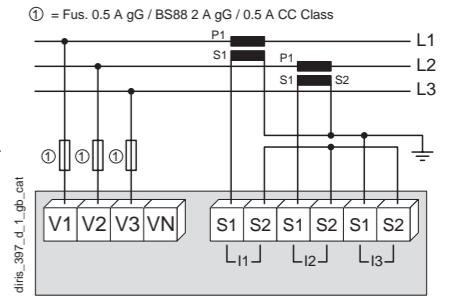 ① = Fus. 0.5 A gG / BS88 2 A gG / 0.5 A CC Class
P1 L1
S1 P1 L2
S1 S2
L3
① ① ①
V1 V2 V3 VN S1 S2 S1 S2 S1 S2
I1 I2 I3
diris_397_d_1_gb_cat